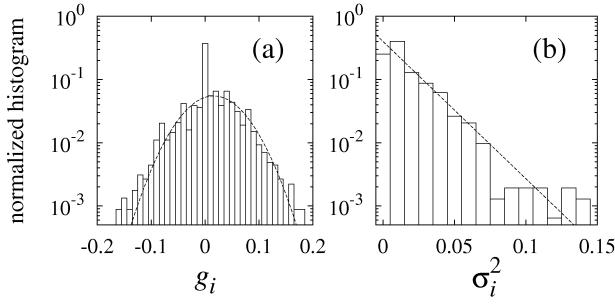 normalized histogram
10^0
10^-1
10^-2
10^-3
(a)
-0.2 -0.1 0 0.1 0.2
g_i
10^0
10^-1
10^-2
10^-3
(b)
0 0.05 0.1 0.15
σ_i^2